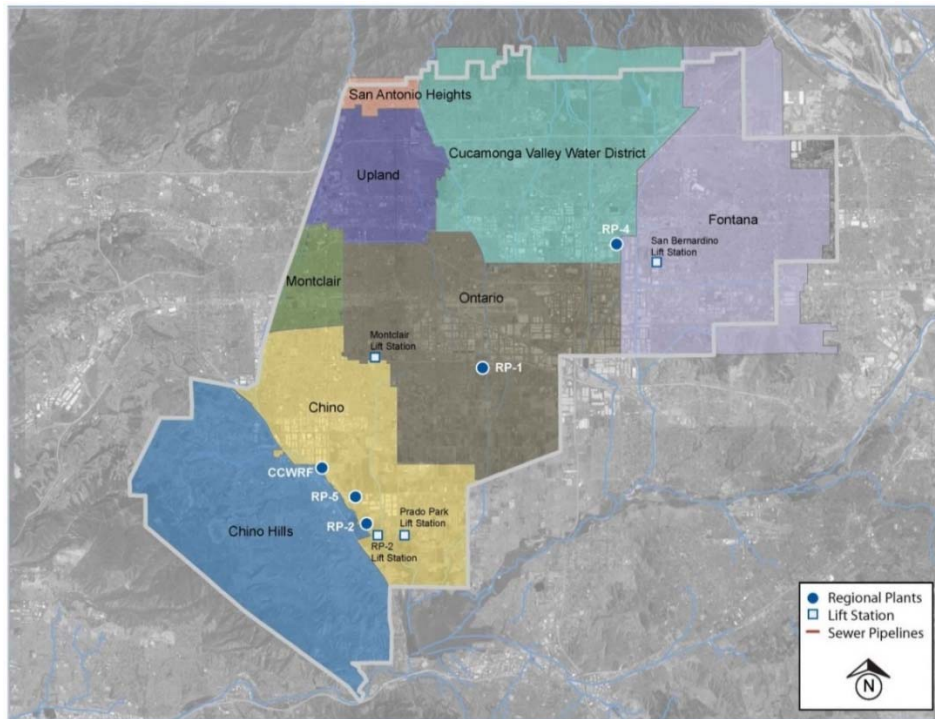 San Antonio Heights
Cucamonga Valley Water District
Upland
Fontana
RP-4
San Bernardino
Lift Station
Montclair
Ontario
Montclair
Lift Station
RP-1
Chino
CCWRF
RP-5
Prado Park
Lift Station
RP-2
Chino Hills
RP-2
Lift Station
Regional Plants
Lift Station
Sewer Pipelines
N